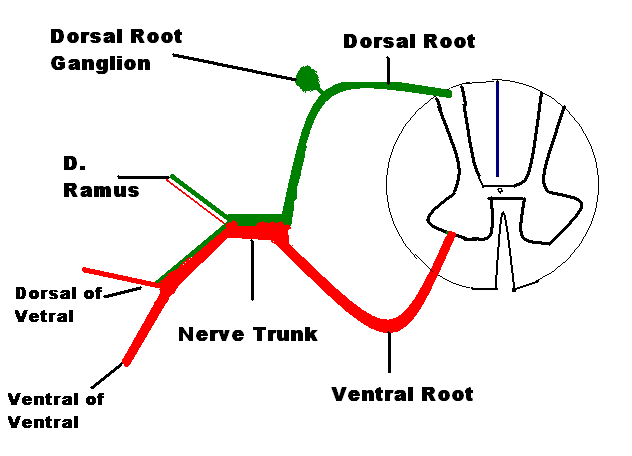 Dorsal Root
Ganglion
Dorsal Root
D.
Ramus
Dorsal of
Vetral
Nerve Trunk
Ventral Root
Ventral of
Ventral